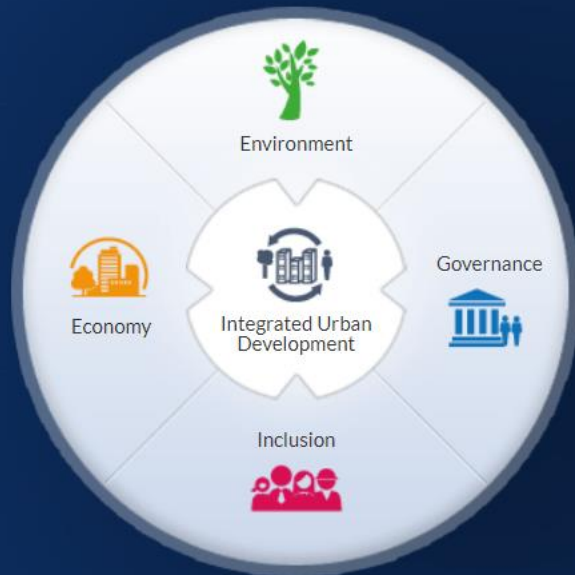 Environment
Governance
Economy
Integrated Urban
Development
Inclusion